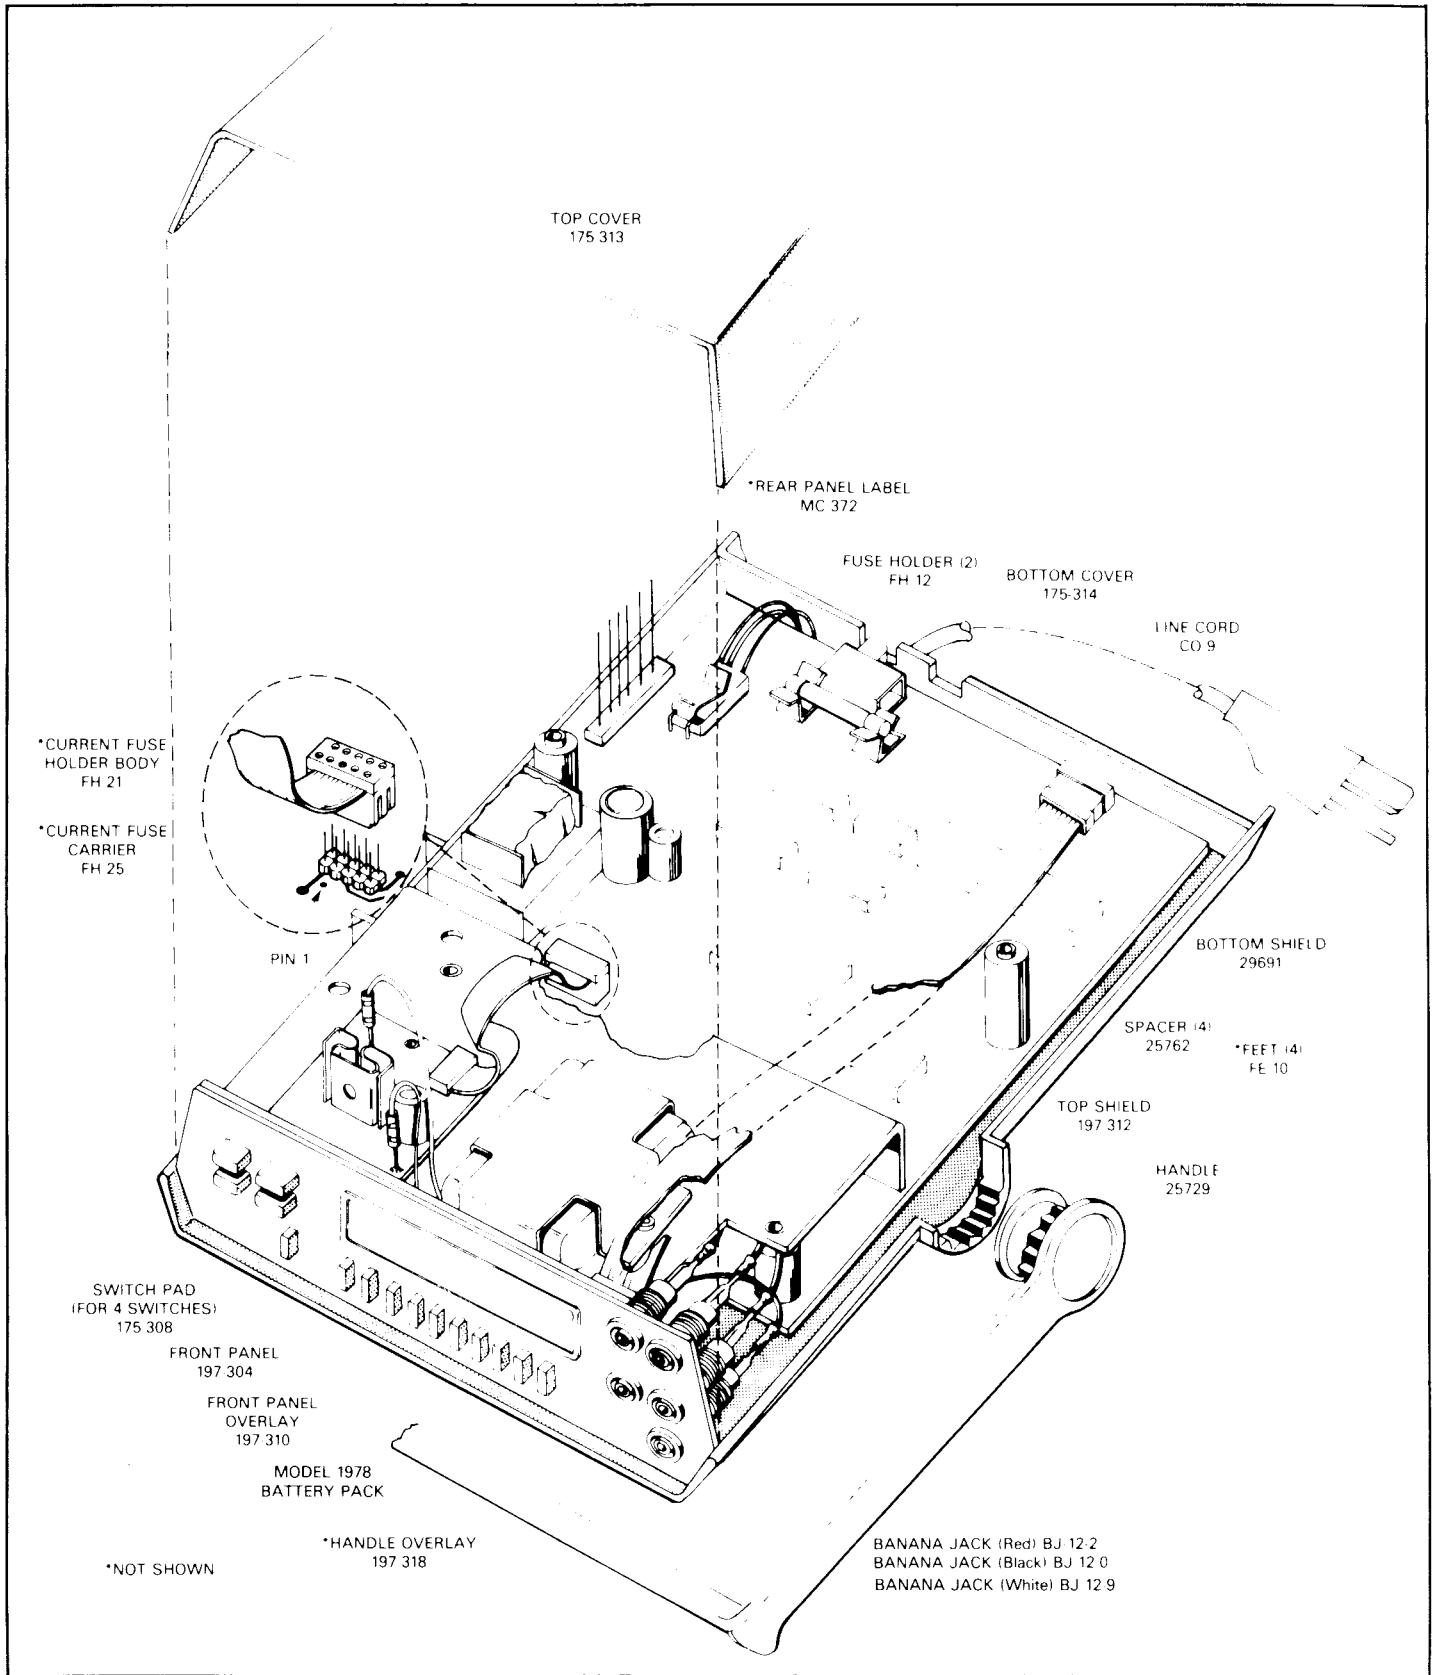 TOP COVER
175 313
*REAR PANEL LABEL
MC 372
FUSE HOLDER (2)
FH 12
BOTTOM COVER
175-314
LINE CORD
CO 9
*CURRENT FUSE
HOLDER BODY
FH 21
*CURRENT FUSE
CARRIER
FH 25
PIN 1
BOTTOM SHIELD
29691
SPACER (4)
25762
*FEET (4)
FE 10
TOP SHIELD
197 312
HANDLE
25729
SWITCH PAD
(FOR 4 SWITCHES)
175 308
FRONT PANEL
197 304
FRONT PANEL
OVERLAY
197-310
MODEL 1978
BATTERY PACK
*HANDLE OVERLAY
197 318
*NOT SHOWN
BANANA JACK (Red) BJ 12-2
BANANA JACK (Black) BJ 12 0
BANANA JACK (White) BJ 12 9